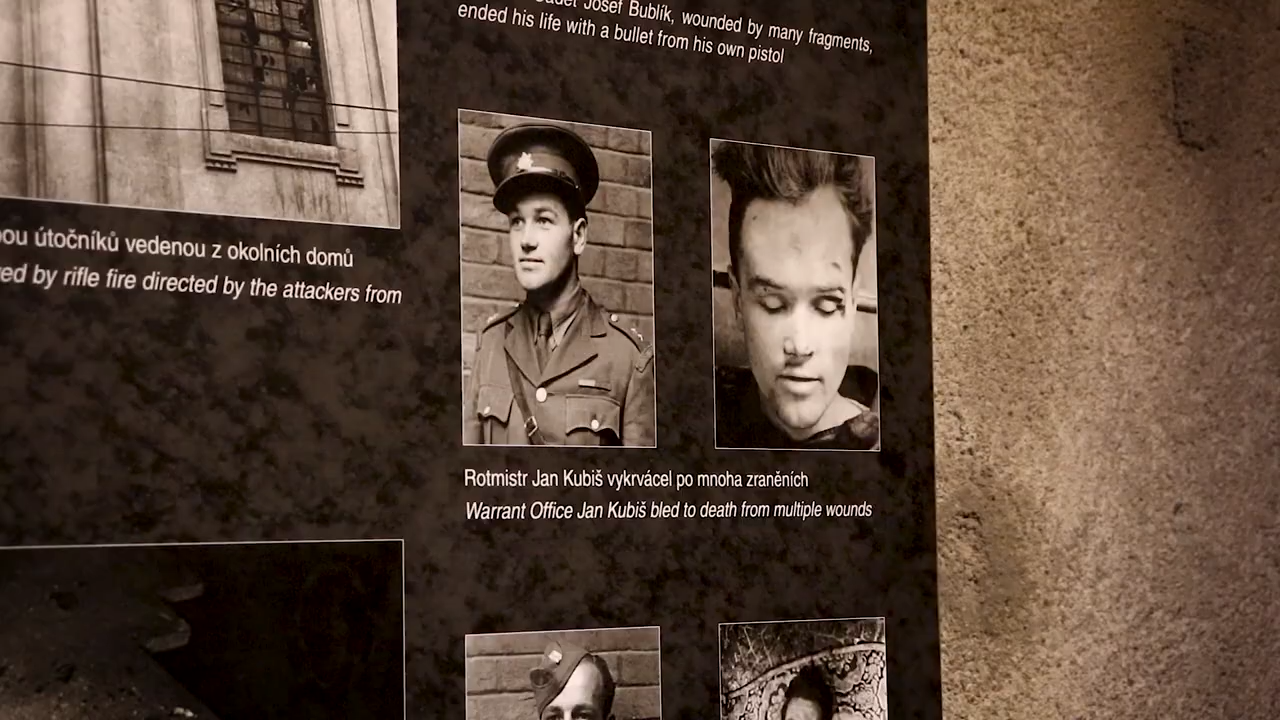 Josef Bublík, wounded by many fragments,
ended his life with a bullet from his own pistol
útočníků vedenou z okolních domů
by rifle fire directed by the attackers from
Rotmistr Jan Kubiš vykrvácel po mnoha zraněních
Warrant Office Jan Kubiš bled to death from multiple wounds